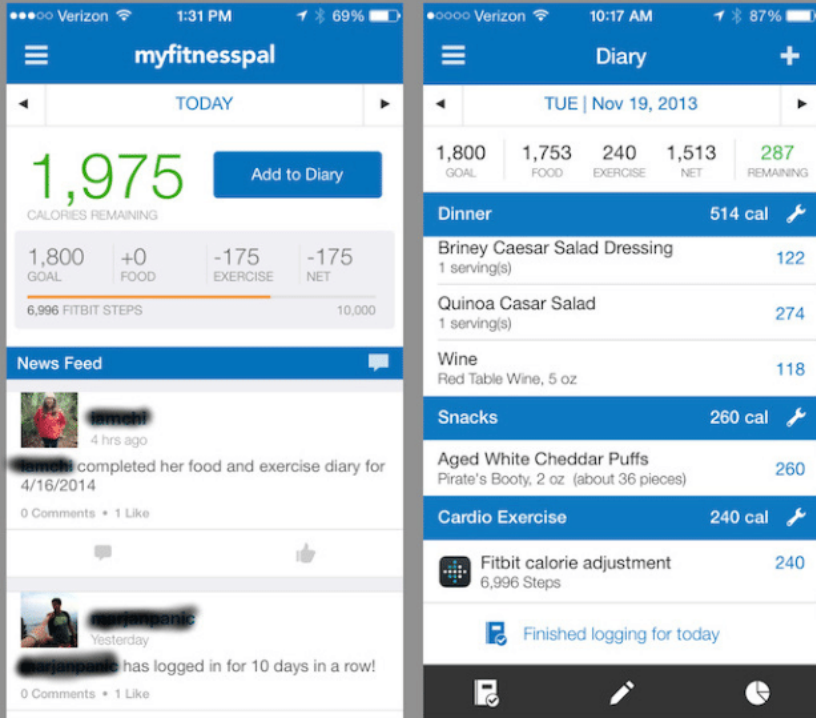 Verizon 1:31 PM 69%
myfitnesspal
TODAY
1,975
CALORIES REMAINING
Add to Diary
1,800 +0 -175 -175
GOAL FOOD EXERCISE NET
6,996 FITBIT STEPS 10,000
News Feed
iamchi
4 hrs ago
iamchi completed her food and exercise diary for
4/16/2014
0 Comments • 1 Like
marjanpanic
Yesterday
marjanpanic has logged in for 10 days in a row!
0 Comments • 1 Like
Verizon 10:17 AM 87%
Diary
TUE | Nov 19, 2013
1,800 1,753 240 1,513 287
GOAL FOOD EXERCISE NET REMAINING
Dinner 514 cal
Briney Caesar Salad Dressing 122
1 serving(s)
Quinoa Casar Salad 274
1 serving(s)
Wine 118
Red Table Wine, 5 oz
Snacks 260 cal
Aged White Cheddar Puffs 260
Pirate's Booty, 2 oz (about 36 pieces)
Cardio Exercise 240 cal
Fitbit calorie adjustment 240
6,996 Steps
Finished logging for today